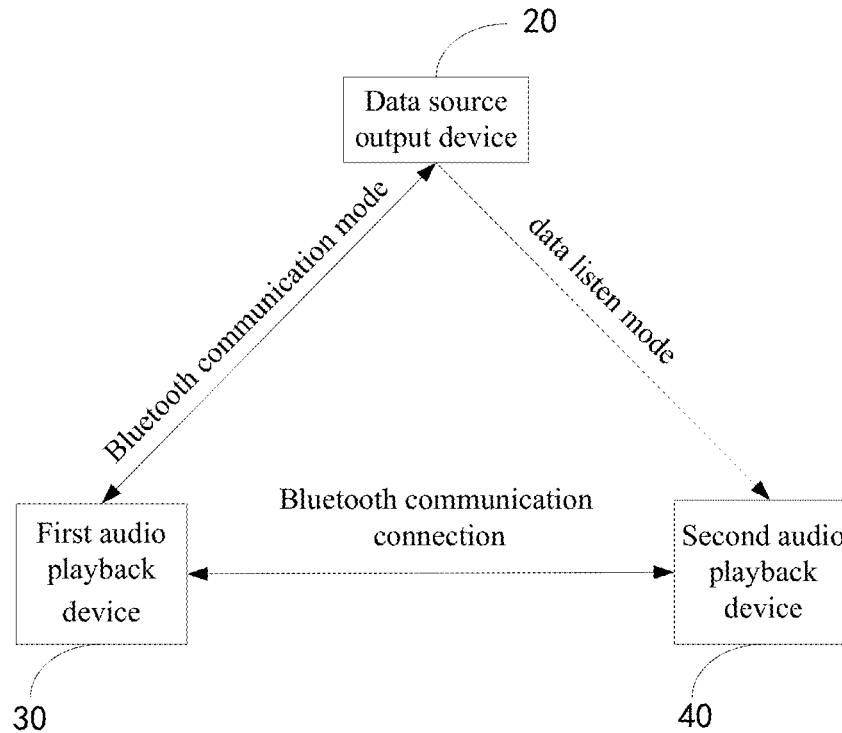 20
Data source
output device
Bluetooth communication mode
data listen mode
Bluetooth communication
connection
First audio
playback
device
Second audio
playback
device
30
40